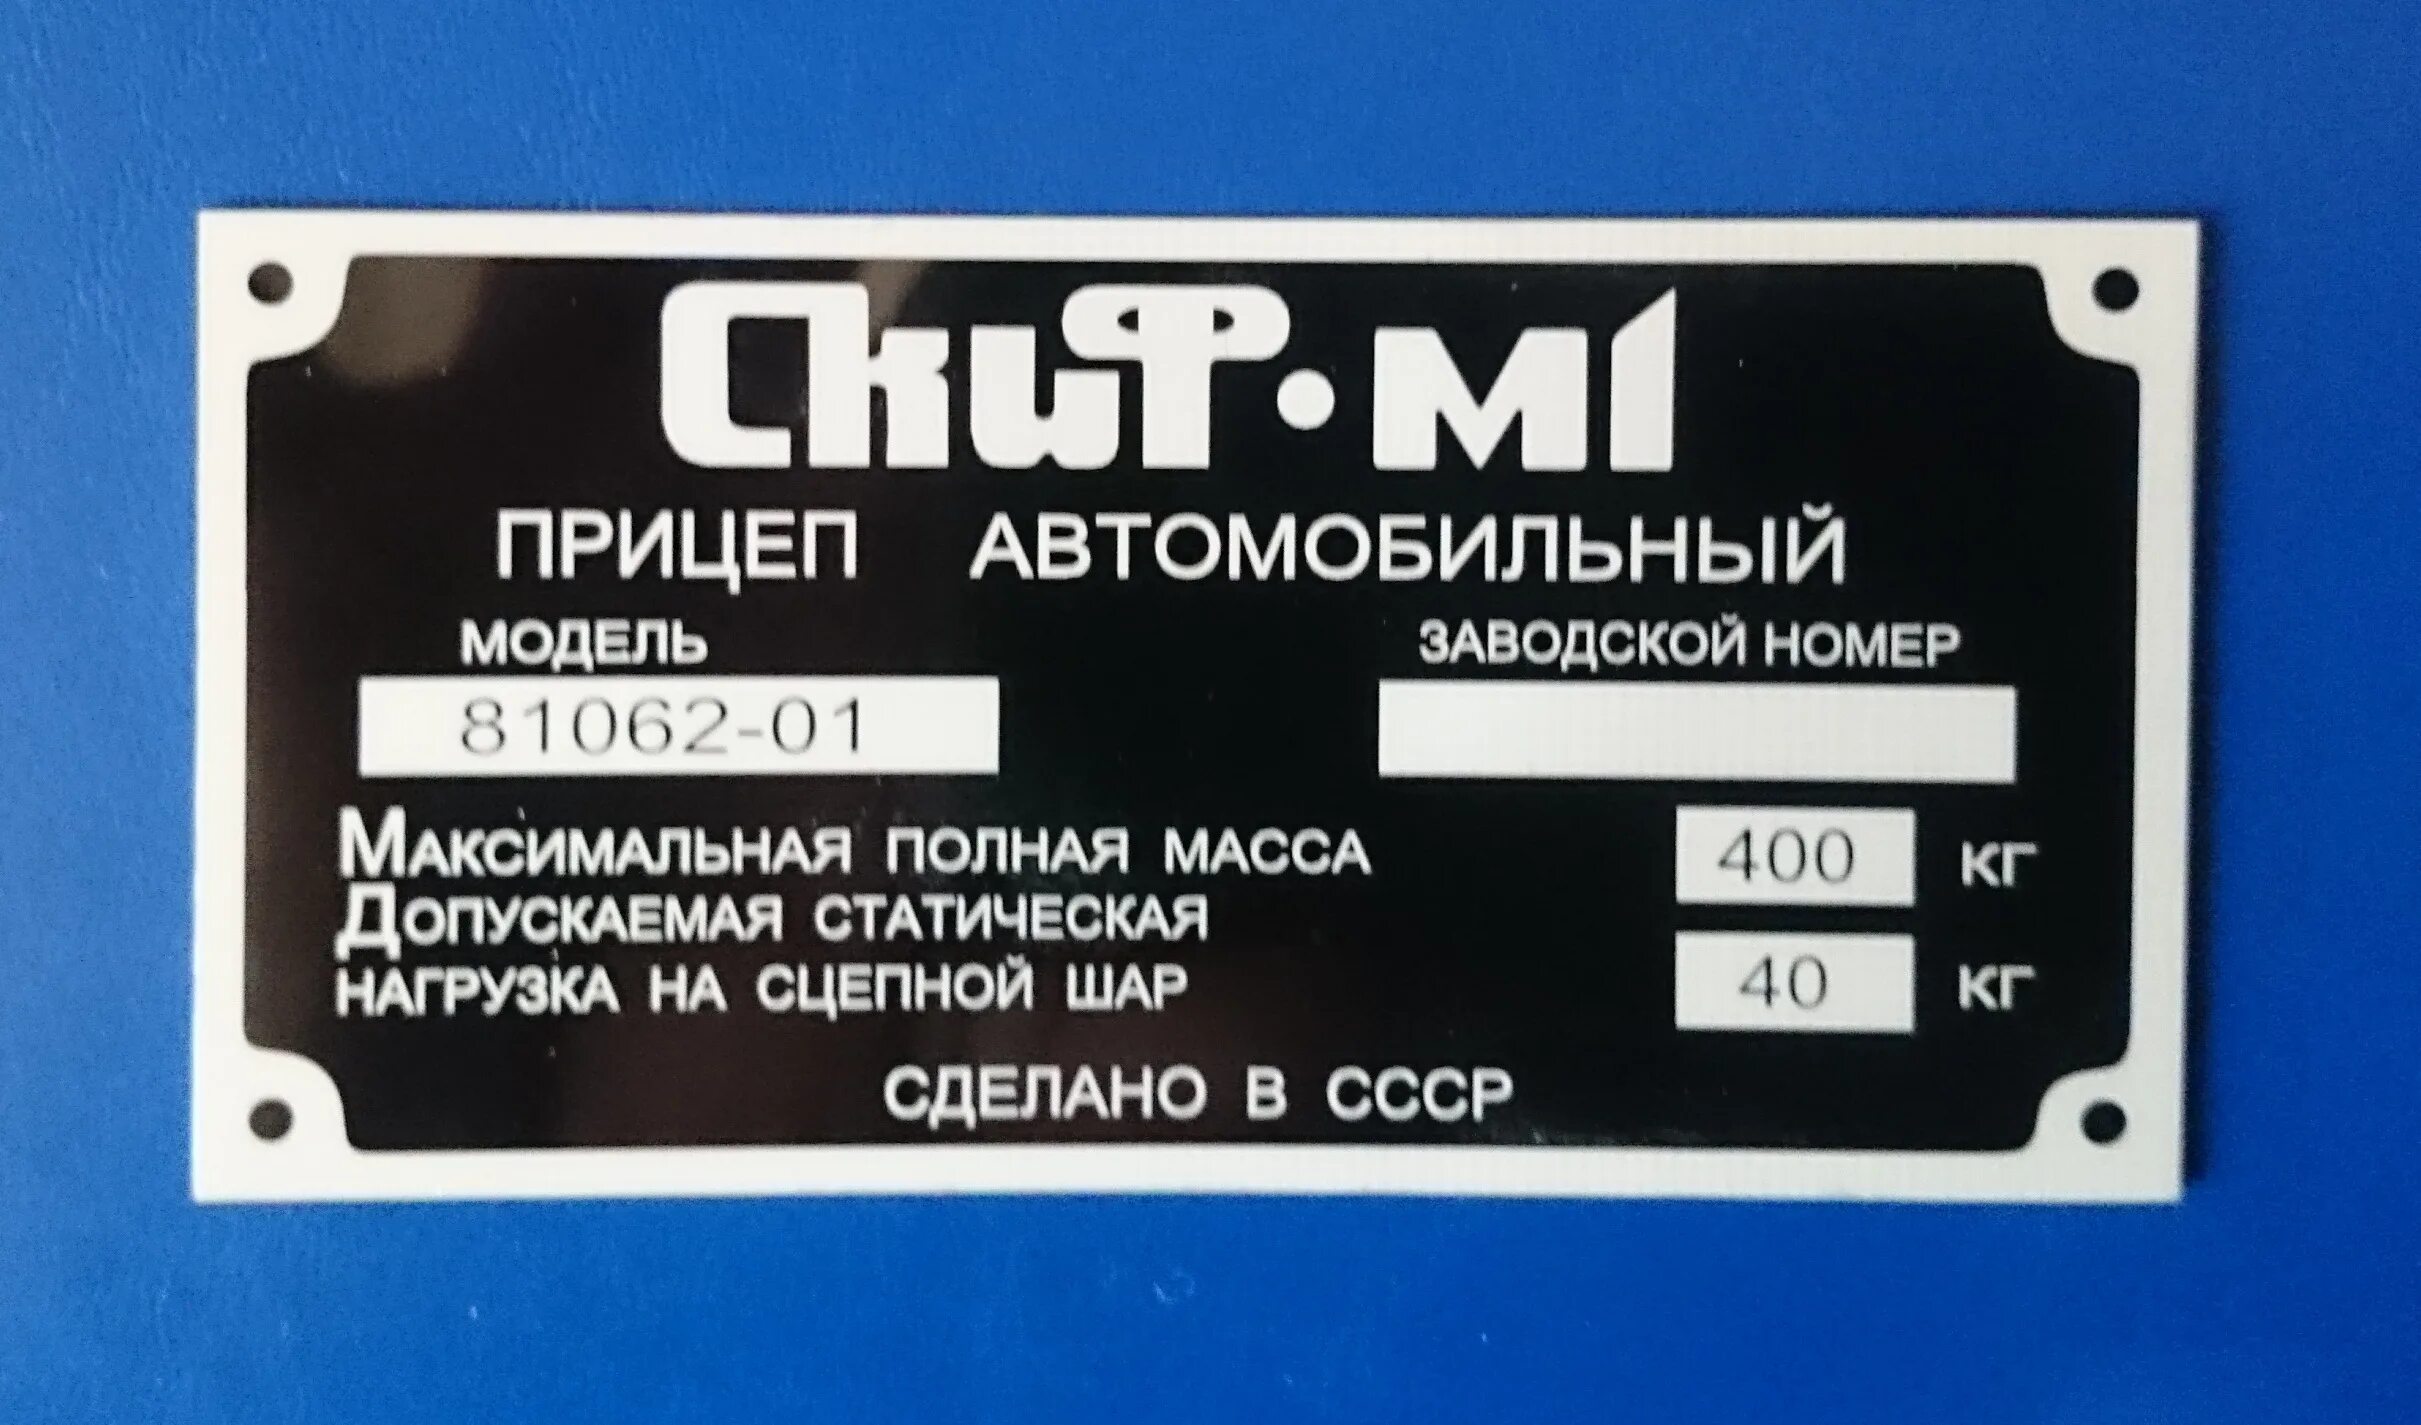 Скиф·м1
ПРИЦЕП АВТОМОБИЛЬНЫЙ
МОДЕЛЬ ЗАВОДСКОЙ НОМЕР
81062-01
МАКСИМАЛЬНАЯ ПОЛНАЯ МАССА 400 КГ
ДОПУСКАЕМАЯ СТАТИЧЕСКАЯ
НАГРУЗКА НА СЦЕПНОЙ ШАР 40 КГ
СДЕЛАНО В СССР